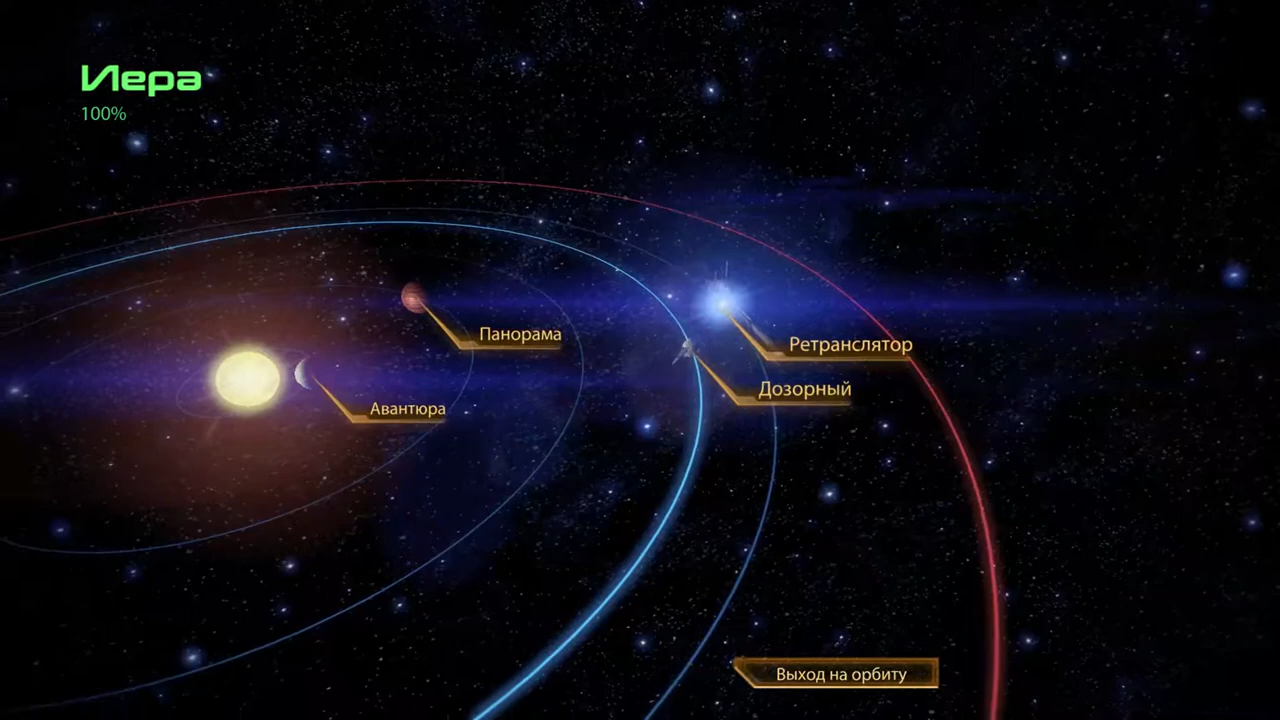 Иера
100%
Панорама
Ретранслятор
Дозорный
Авантюра
Выход на орбиту